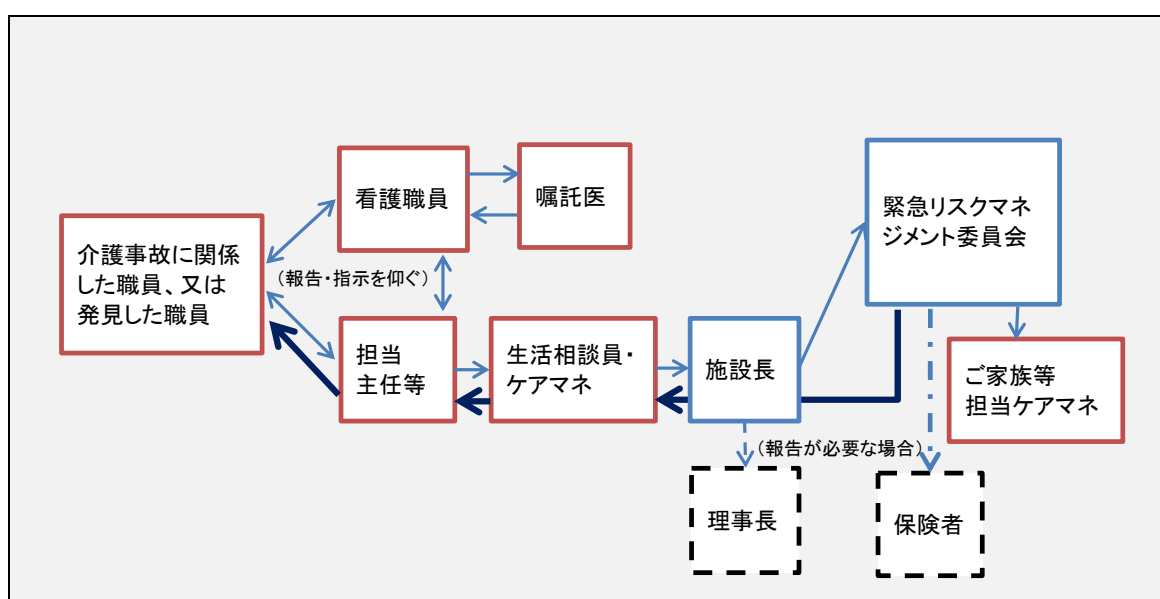 介護事故に関係
した職員、又は
発見した職員
看護職員
嘱託医
(報告・指示を仰ぐ)
担当
主任等
生活相談員・
ケアマネ
施設長
緊急リスクマネ
ジメント委員会
ご家族等
担当ケアマネ
(報告が必要な場合)
理事長
保険者